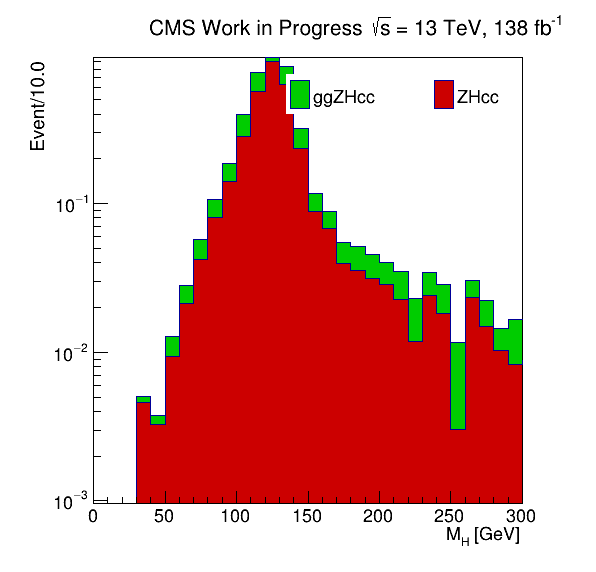 CMS Work in Progress √s = 13 TeV, 138 fb⁻¹
Event/10.0
ggZHcc ZHcc
10⁻¹
10⁻²
10⁻³
0 50 100 150 200 250 300
M_H [GeV]